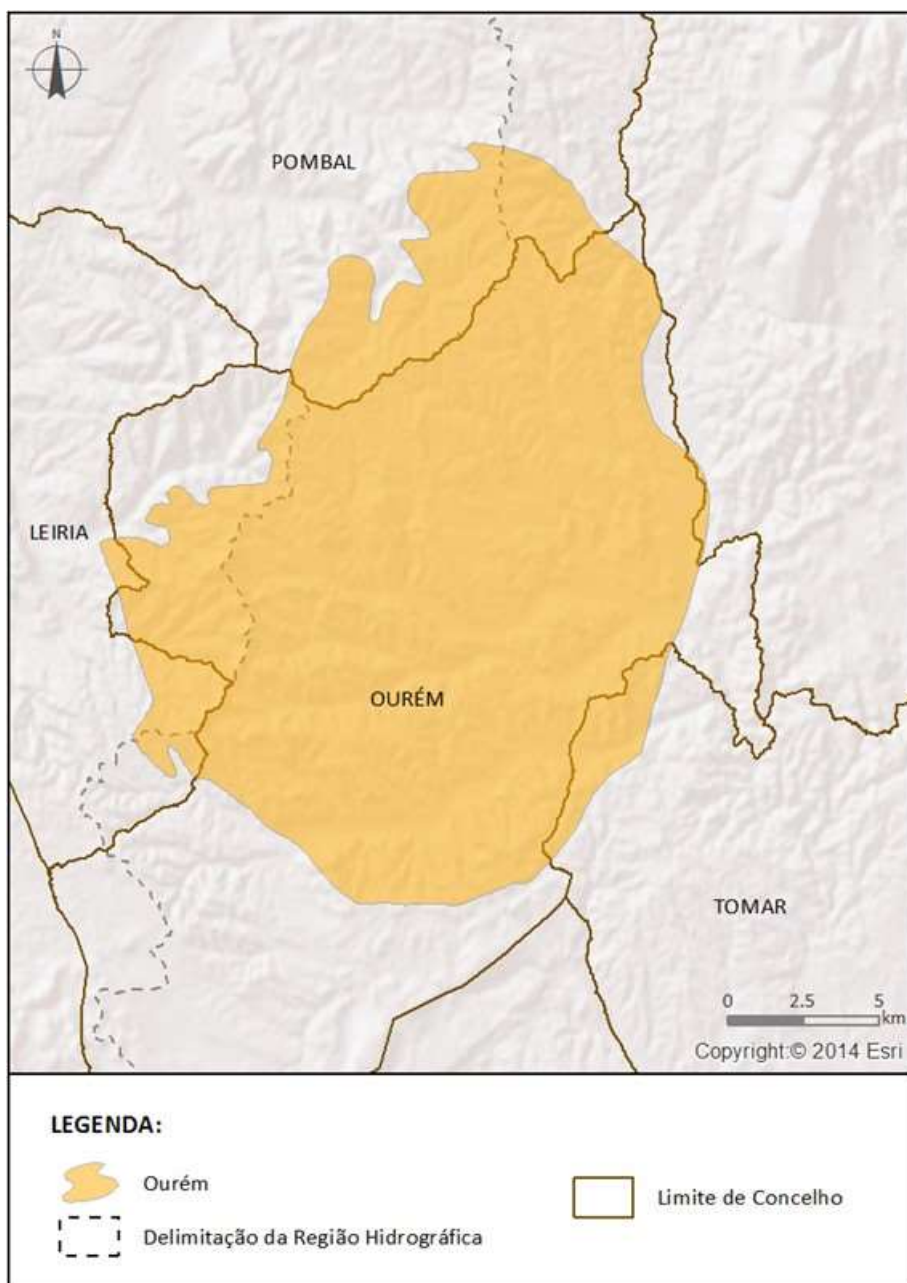 N
POMBAL
LEIRIA
OURÉM
TOMAR
0 2.5 5
km
Copyright:© 2014 Esri
LEGENDA:
Ourém
Limite de Concelho
Delimitação da Região Hidrográfica